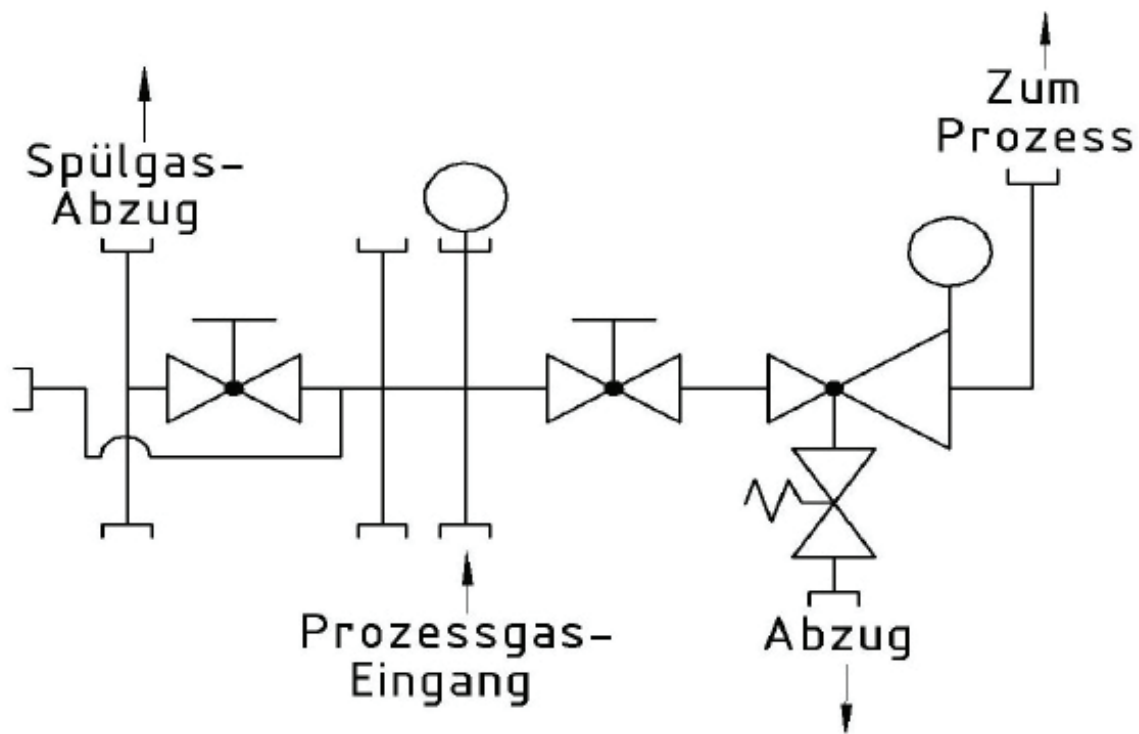 Zum
Prozess
Spülgas-
Abzug
Prozessgas-
Eingang
Abzug